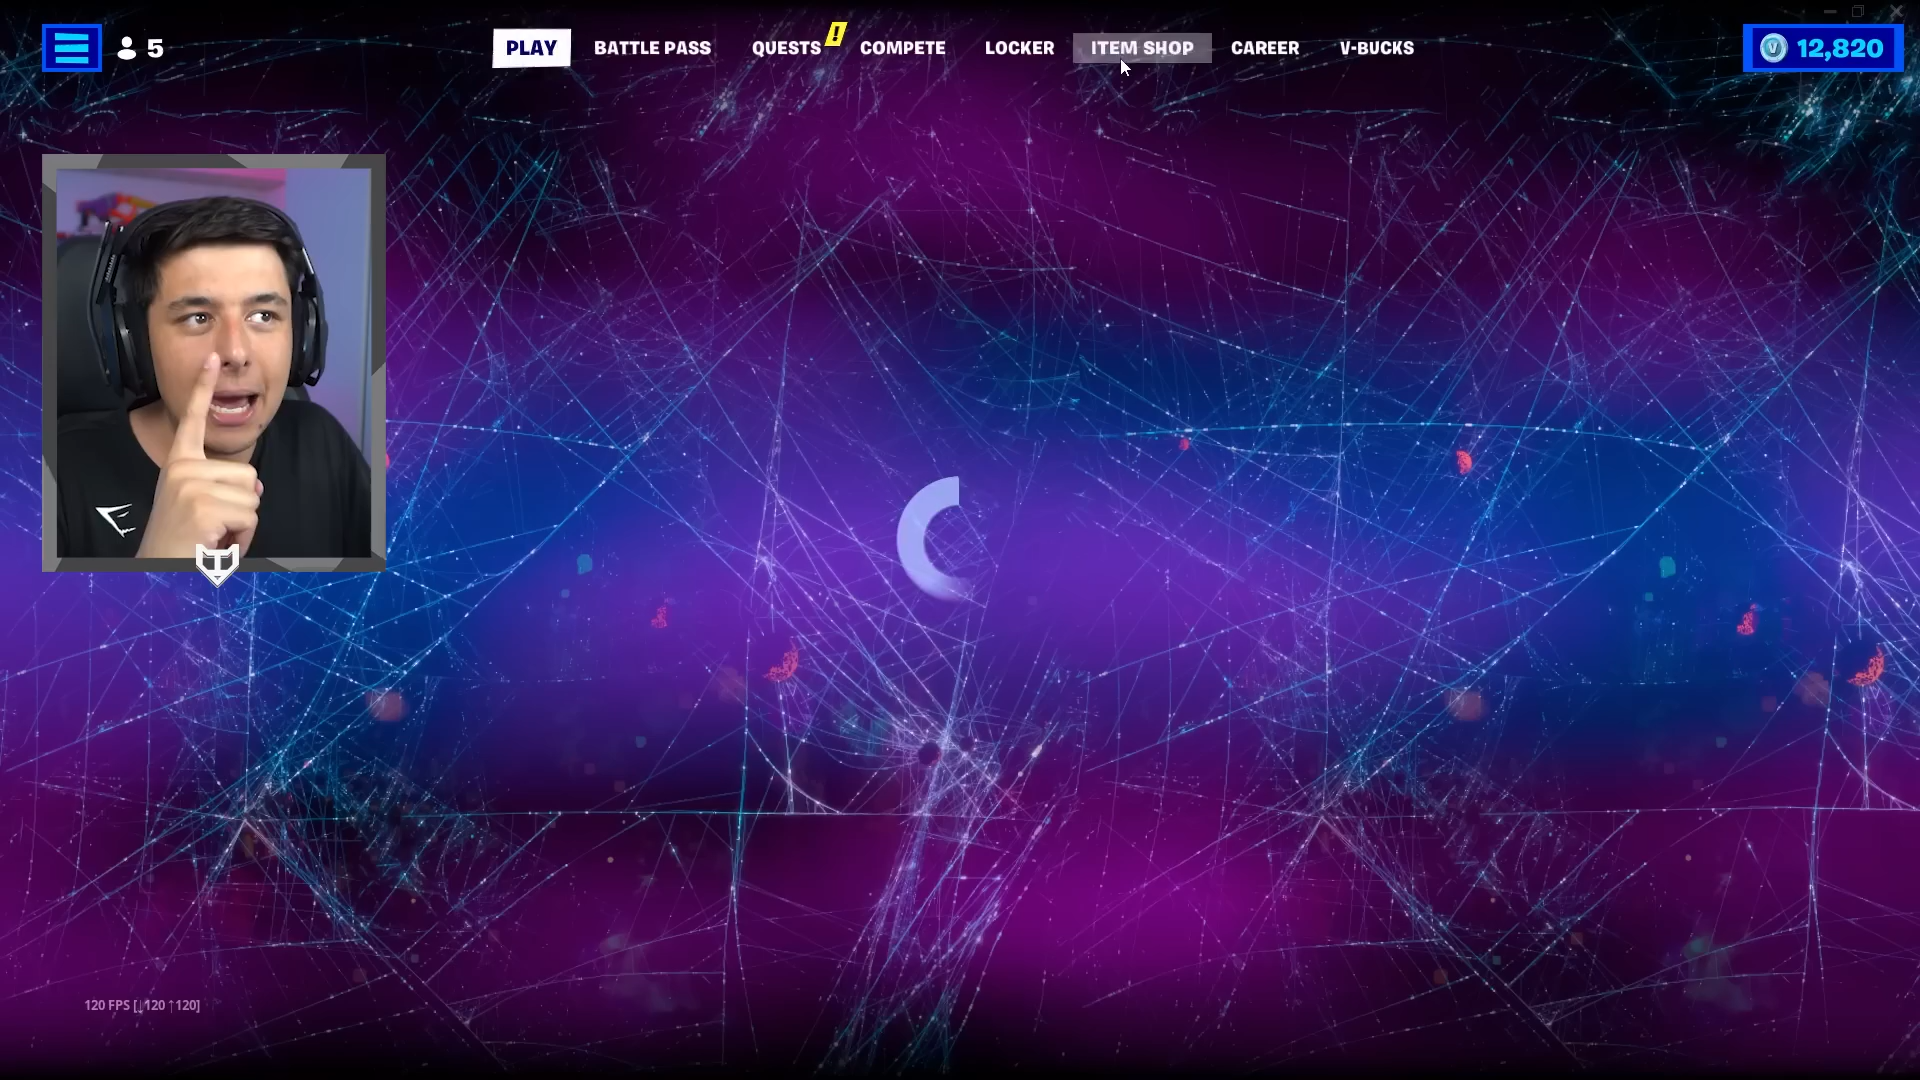 5
PLAY
BATTLE PASS
QUESTS !
COMPETE
LOCKER
ITEM SHOP
CAREER
V-BUCKS
V 12,820
120 FPS [↓120 ↑120]